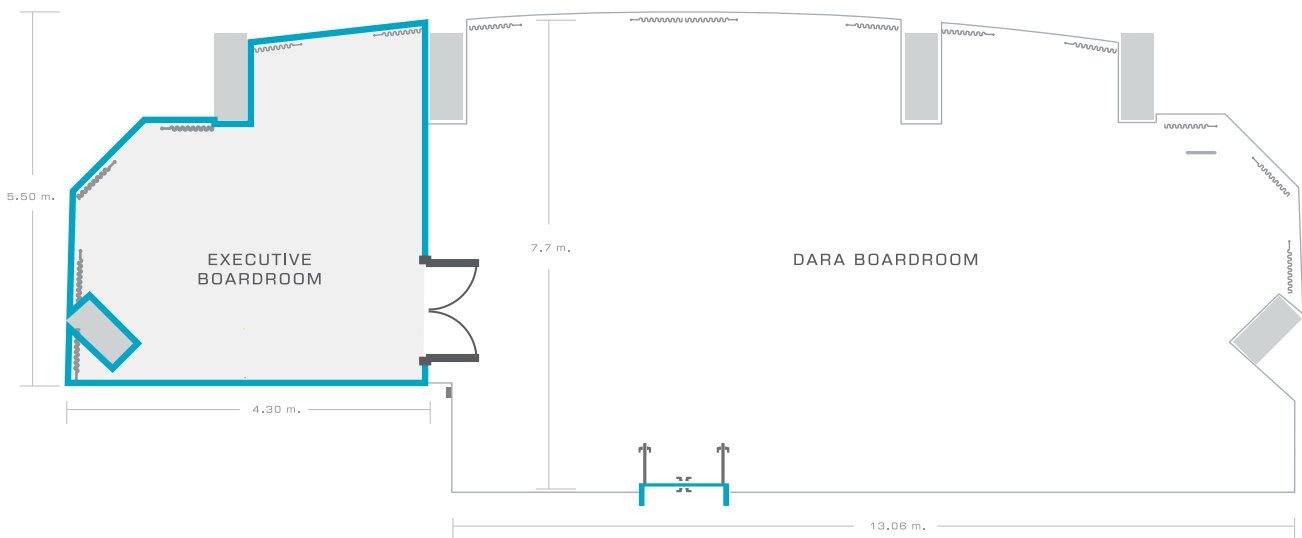 5.50 m.
7.7 m.
EXECUTIVE
BOARDROOM
DARA BOARDROOM
4.30 m.
13.06 m.